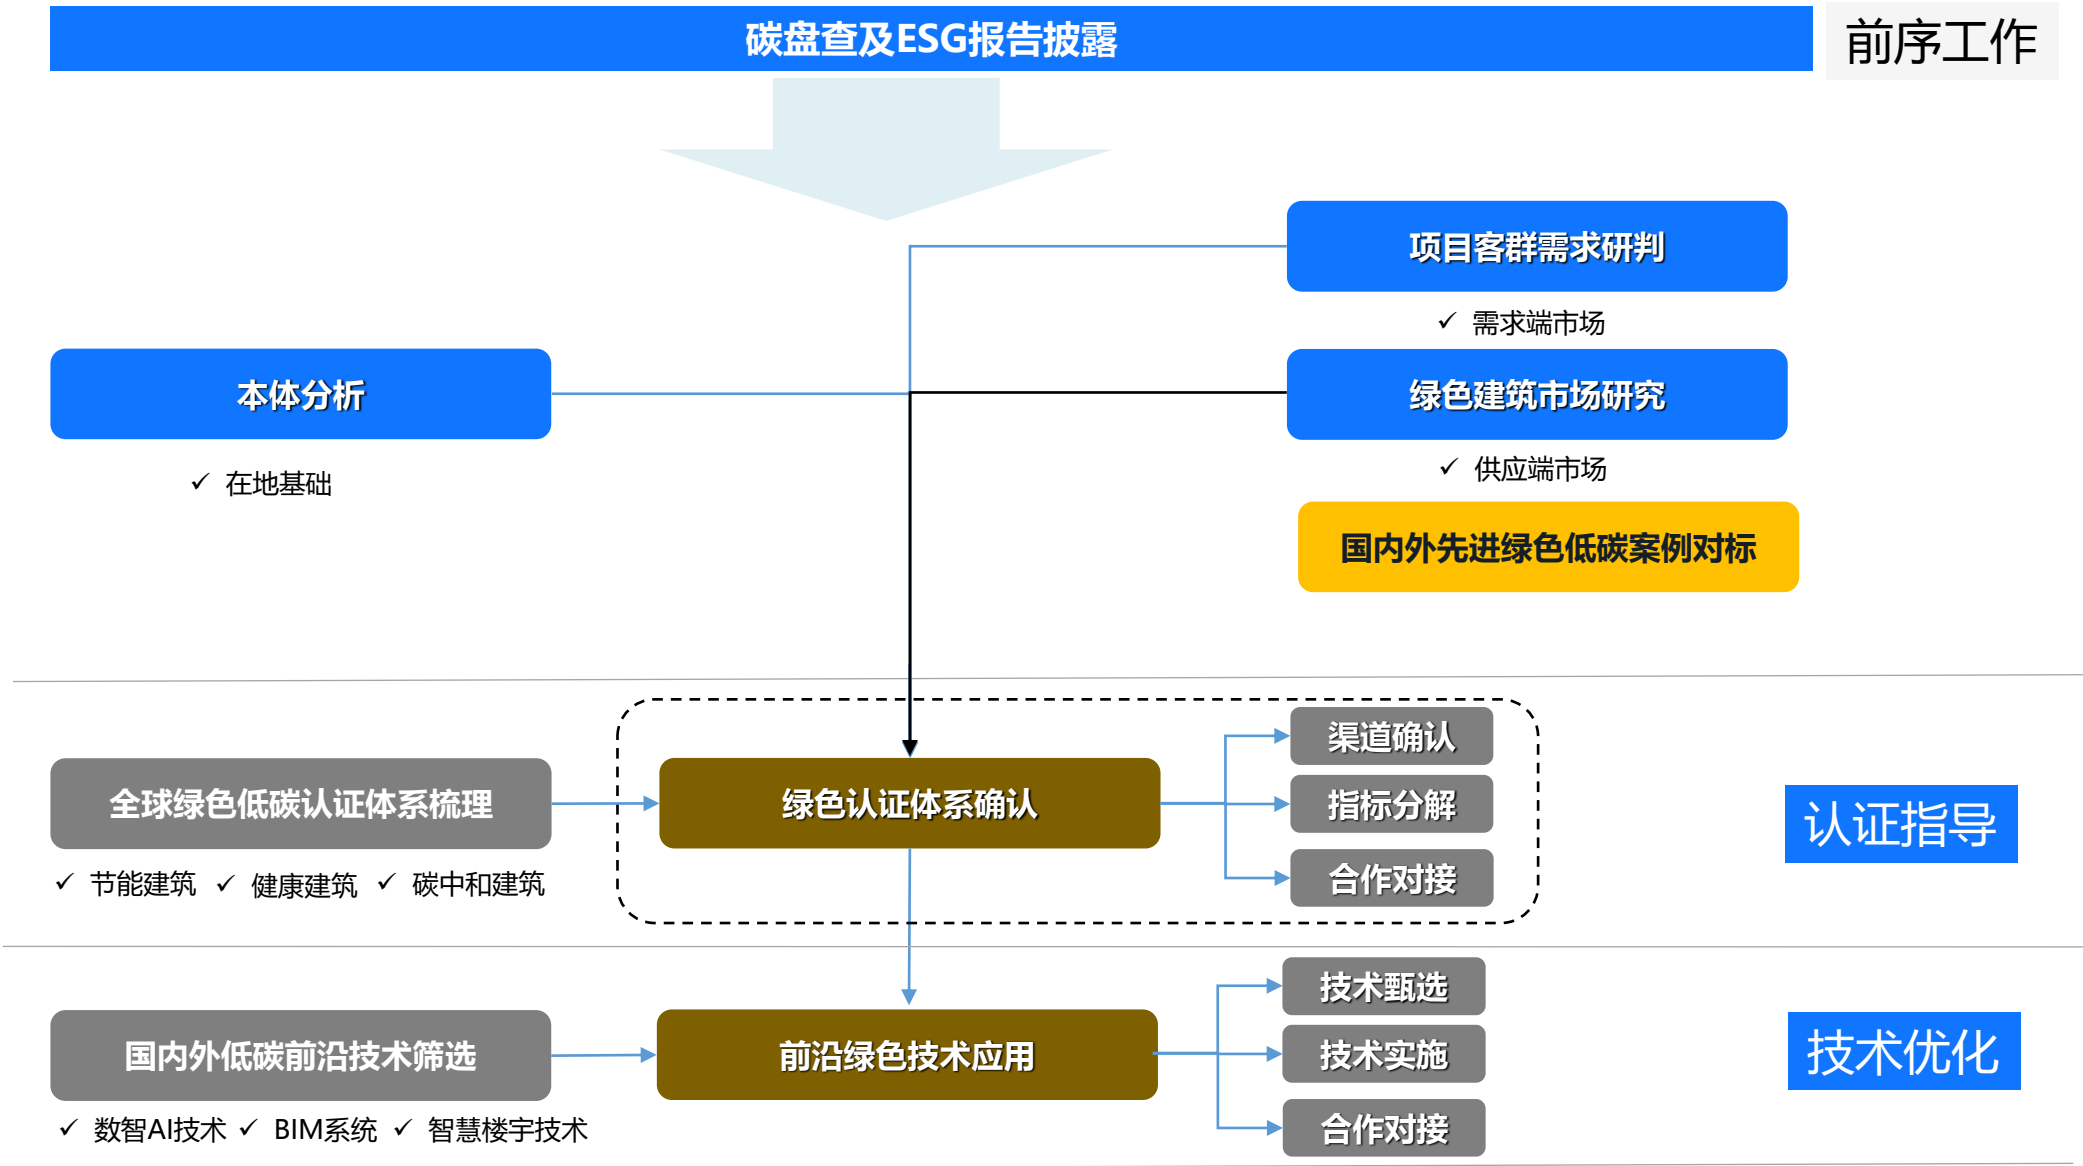 碳盘查及ESG报告披露
前序工作
项目客群需求研判
✓ 需求端市场
本体分析
绿色建筑市场研究
✓ 在地基础
✓ 供应端市场
国内外先进绿色低碳案例对标
渠道确认
全球绿色低碳认证体系梳理
绿色认证体系确认
指标分解
认证指导
✓ 节能建筑 ✓ 健康建筑 ✓ 碳中和建筑
合作对接
技术甄选
国内外低碳前沿技术筛选
前沿绿色技术应用
技术实施
技术优化
✓ 数智AI技术 ✓ BIM系统 ✓ 智慧楼宇技术
合作对接